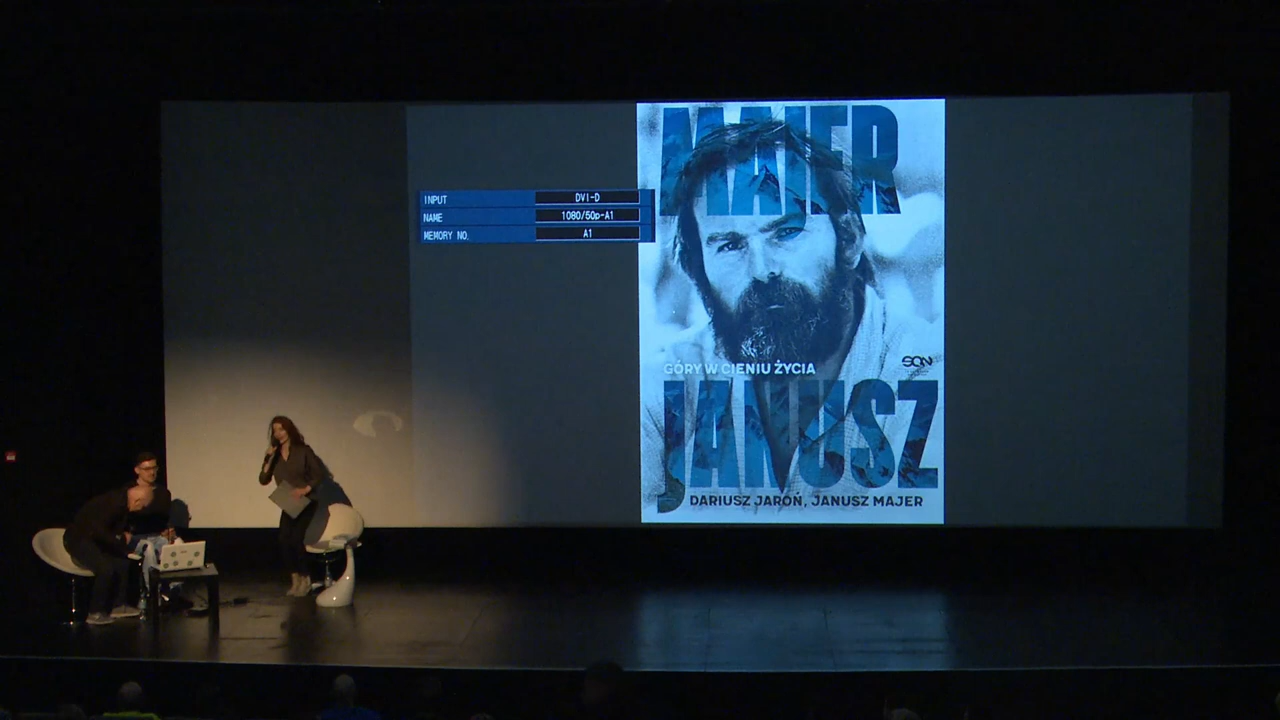 MAJER
INPUT DVI-D
NAME 1080/50p-A1
MEMORY NO. A1
GÓRY W CIENIU ŻYCIA
SQN
JANUSZ
DARIUSZ JAROŃ, JANUSZ MAJER